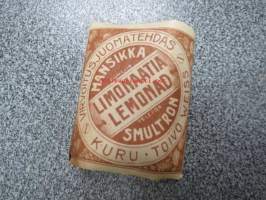 VIRVOITUSJUOMATEHDAS
MANSIKKA
LIMONAATIA
LEMONAD
SMULTRON
KURU · TOIVO WEISS